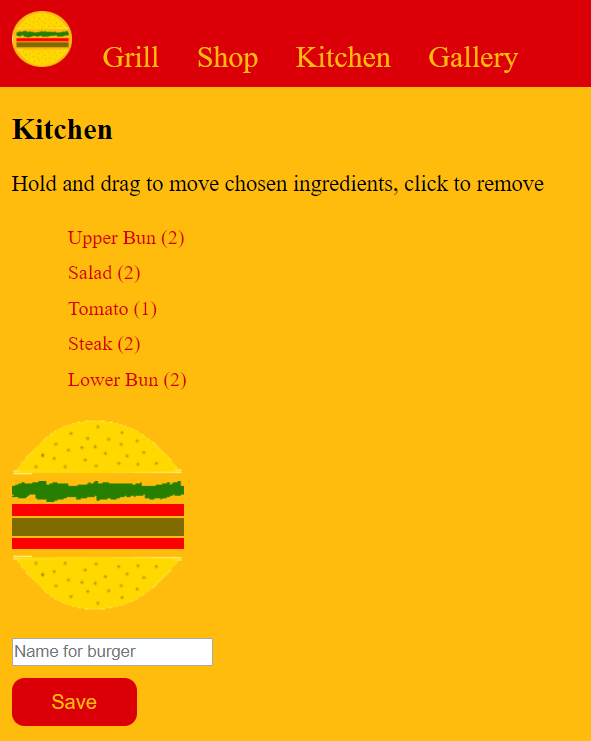 Grill Shop Kitchen Gallery
Kitchen
Hold and drag to move chosen ingredients, click to remove
Upper Bun (2)
Salad (2)
Tomato (1)
Steak (2)
Lower Bun (2)
Name for burger
Save